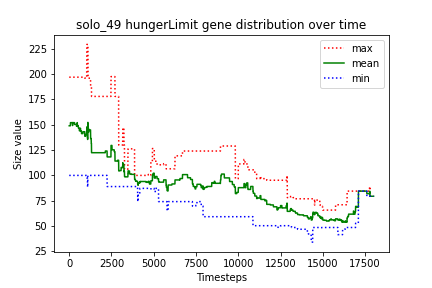 solo_49 hungerLimit gene distribution over time
max
mean
min
Size value
225
200
175
150
125
100
75
50
25
0
2500
5000
7500
10000
12500
15000
17500
Timesteps